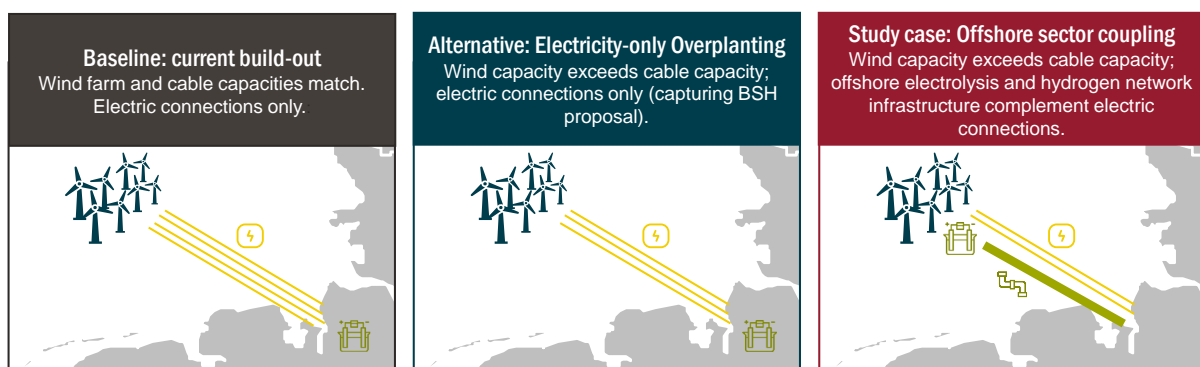 Baseline: current build-out
Wind farm and cable capacities match.
Electric connections only.
Alternative: Electricity-only Overplanting
Wind capacity exceeds cable capacity;
electric connections only (capturing BSH
proposal).
Study case: Offshore sector coupling
Wind capacity exceeds cable capacity;
offshore electrolysis and hydrogen network
infrastructure complement electric
connections.